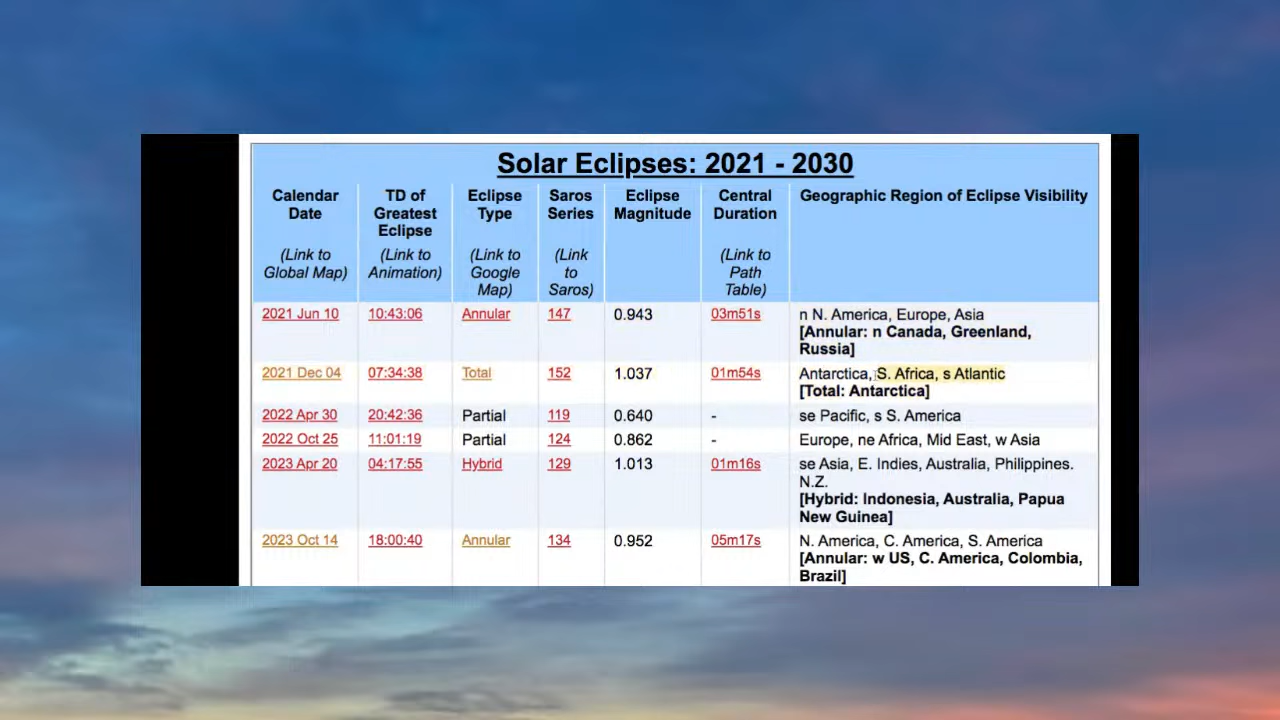 Solar Eclipses: 2021 - 2030
Calendar Date TD of Greatest Eclipse Eclipse Type Saros Series Eclipse Magnitude Central Duration Geographic Region of Eclipse Visibility
(Link to Global Map) (Link to Animation) (Link to Google Map) (Link to Saros) (Link to Path Table)
2021 Jun 10 10:43:06 Annular 147 0.943 03m51s n N. America, Europe, Asia
[Annular: n Canada, Greenland,
Russia]
2021 Dec 04 07:34:38 Total 152 1.037 01m54s Antarctica, S. Africa, s Atlantic
[Total: Antarctica]
2022 Apr 30 20:42:36 Partial 119 0.640 - se Pacific, s S. America
2022 Oct 25 11:01:19 Partial 124 0.862 - Europe, ne Africa, Mid East, w Asia
2023 Apr 20 04:17:55 Hybrid 129 1.013 01m16s se Asia, E. Indies, Australia, Philippines.
N.Z.
[Hybrid: Indonesia, Australia, Papua
New Guinea]
2023 Oct 14 18:00:40 Annular 134 0.952 05m17s N. America, C. America, S. America
[Annular: w US, C. America, Colombia,
Brazil]